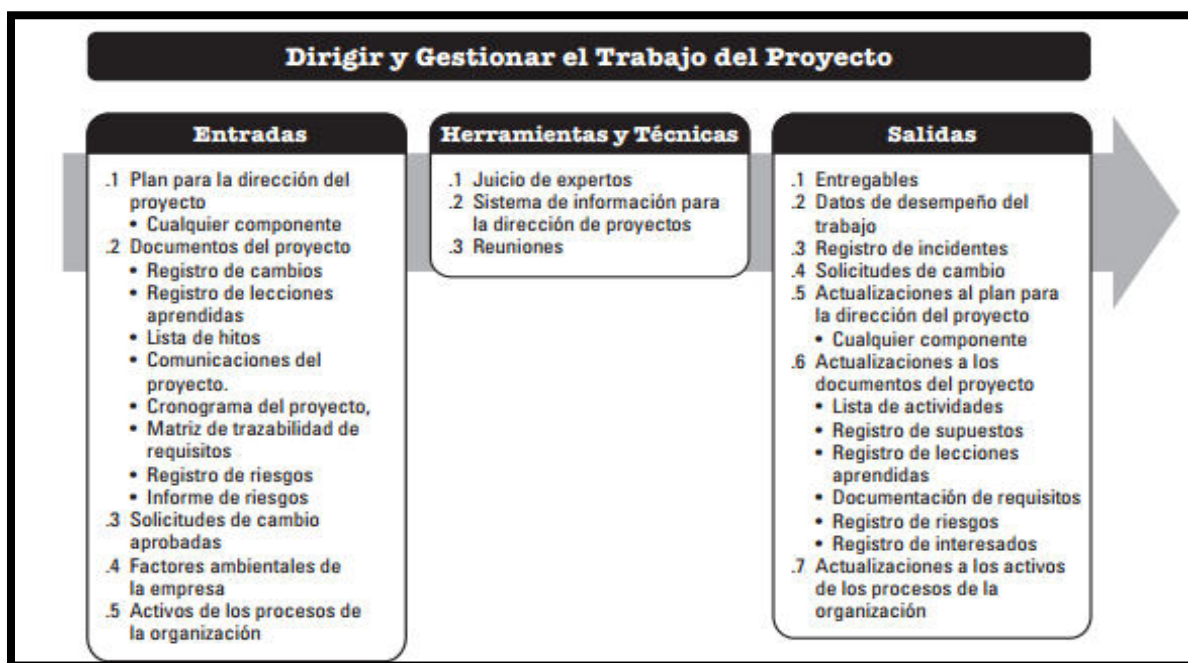 Dirigir y Gestionar el Trabajo del Proyecto
Entradas
.1 Plan para la dirección del
proyecto
• Cualquier componente
.2 Documentos del proyecto
• Registro de cambios
• Registro de lecciones
aprendidas
• Lista de hitos
• Comunicaciones del
proyecto.
• Cronograma del proyecto,
• Matriz de trazabilidad de
requisitos
• Registro de riesgos
• Informe de riesgos
.3 Solicitudes de cambio
aprobadas
.4 Factores ambientales de
la empresa
.5 Activos de los procesos de
la organización
Herramientas y Técnicas
.1 Juicio de expertos
.2 Sistema de información para
la dirección de proyectos
.3 Reuniones
Salidas
.1 Entregables
.2 Datos de desempeño del
trabajo
.3 Registro de incidentes
.4 Solicitudes de cambio
.5 Actualizaciones al plan para
la dirección del proyecto
• Cualquier componente
.6 Actualizaciones a los
documentos del proyecto
• Lista de actividades
• Registro de supuestos
• Registro de lecciones
aprendidas
• Documentación de requisitos
• Registro de riesgos
• Registro de interesados
.7 Actualizaciones a los activos
de los procesos de la
organización